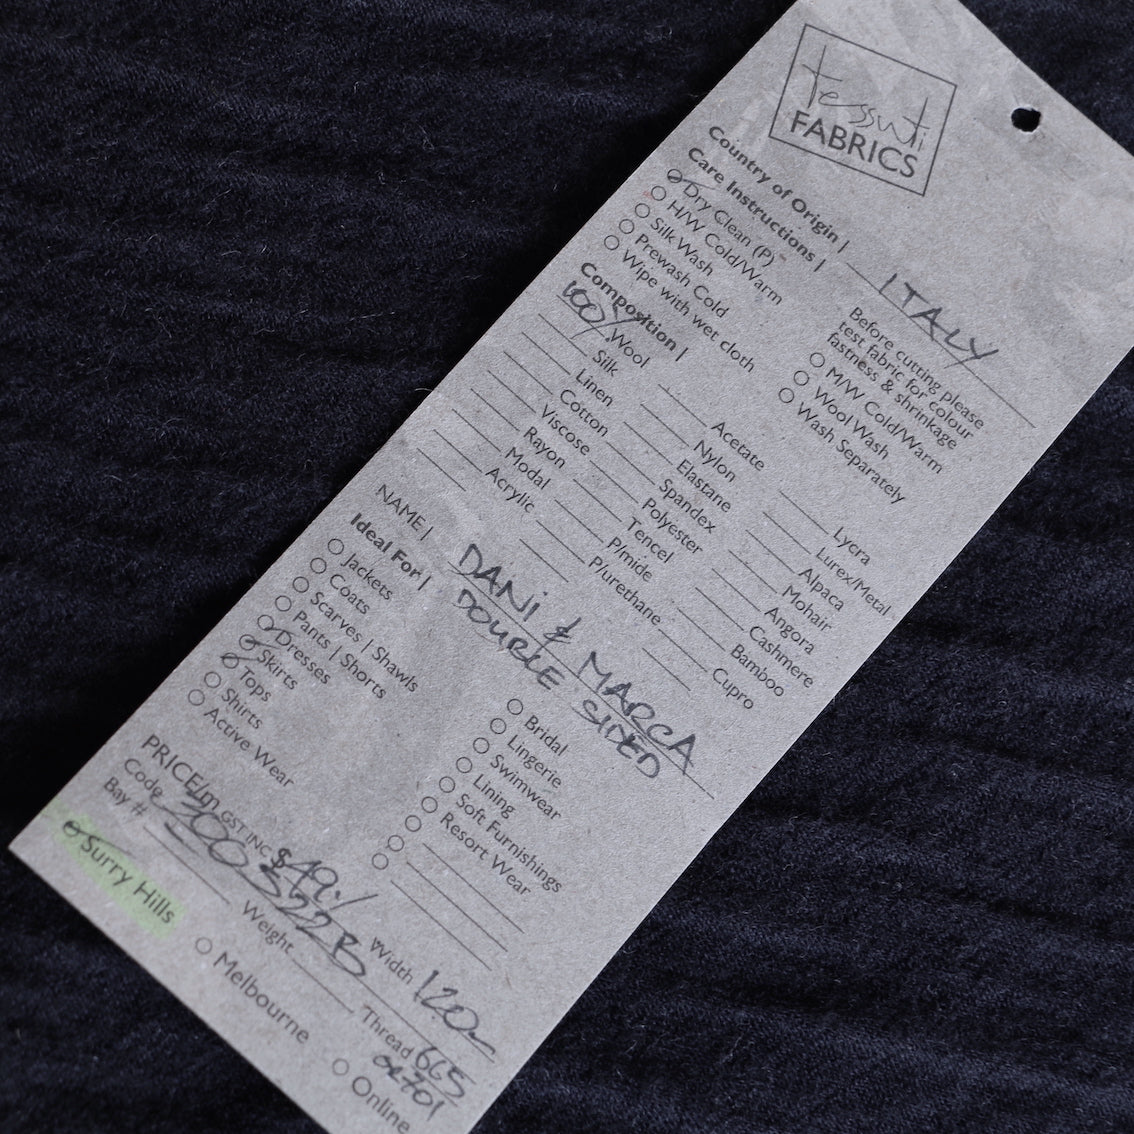 tessuti
FABRICS
Country of Origin | ITALY
Care Instructions |
Dry Clean (P)
H/W Cold/Warm
Silk Wash
Prewash Cold
Wipe with wet cloth
Before cutting please
test fabric for colour
fastness & shrinkage
M/W Cold/Warm
Wool Wash
Wash Separately
Composition |
100% Wool
Silk
Linen
Cotton
Viscose
Rayon
Modal
Acrylic
Acetate
Nylon
Elastane
Spandex
Polyester
Tencel
P/mide
P/urethane
Lycra
Lurex/Metal
Alpaca
Mohair
Angora
Cashmere
Bamboo
Cupro
NAME | DANI & MARCA
DOUBLE SIDED
Ideal For |
Jackets
Coats
Scarves | Shawls
Pants | Shorts
Dresses
Skirts
Tops
Shirts
Active Wear
Bridal
Lingerie
Swimwear
Lining
Soft Furnishings
Resort Wear
PRICE/m GST INC $49
Code 300522B Width 120
Bay # Weight Thread 665
or 701
Surry Hills Melbourne Online